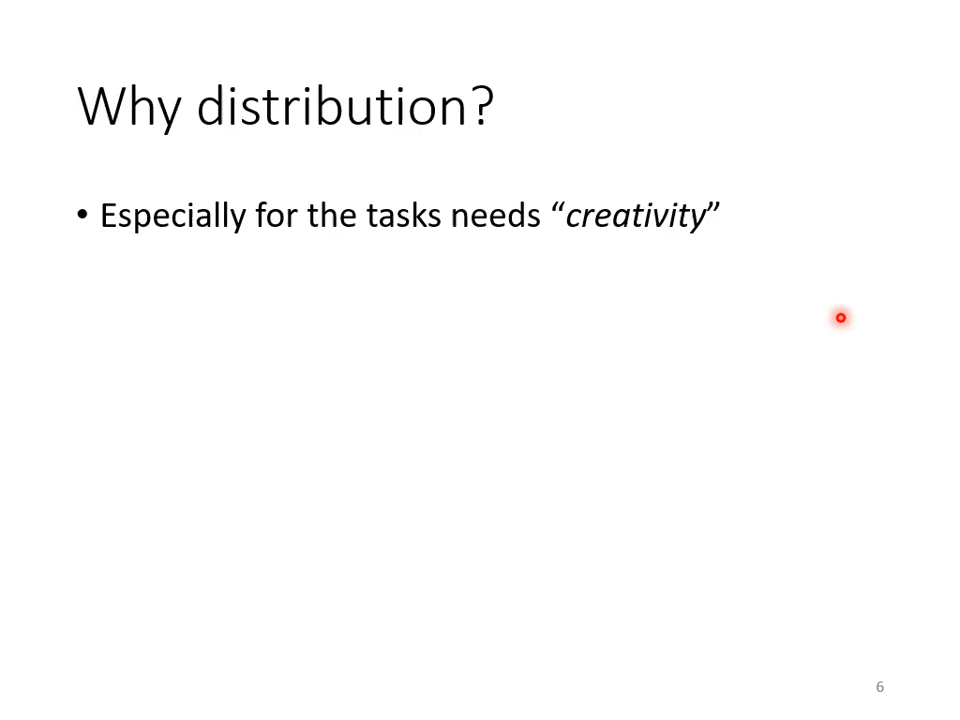 Why distribution?
• Especially for the tasks needs “creativity”
6